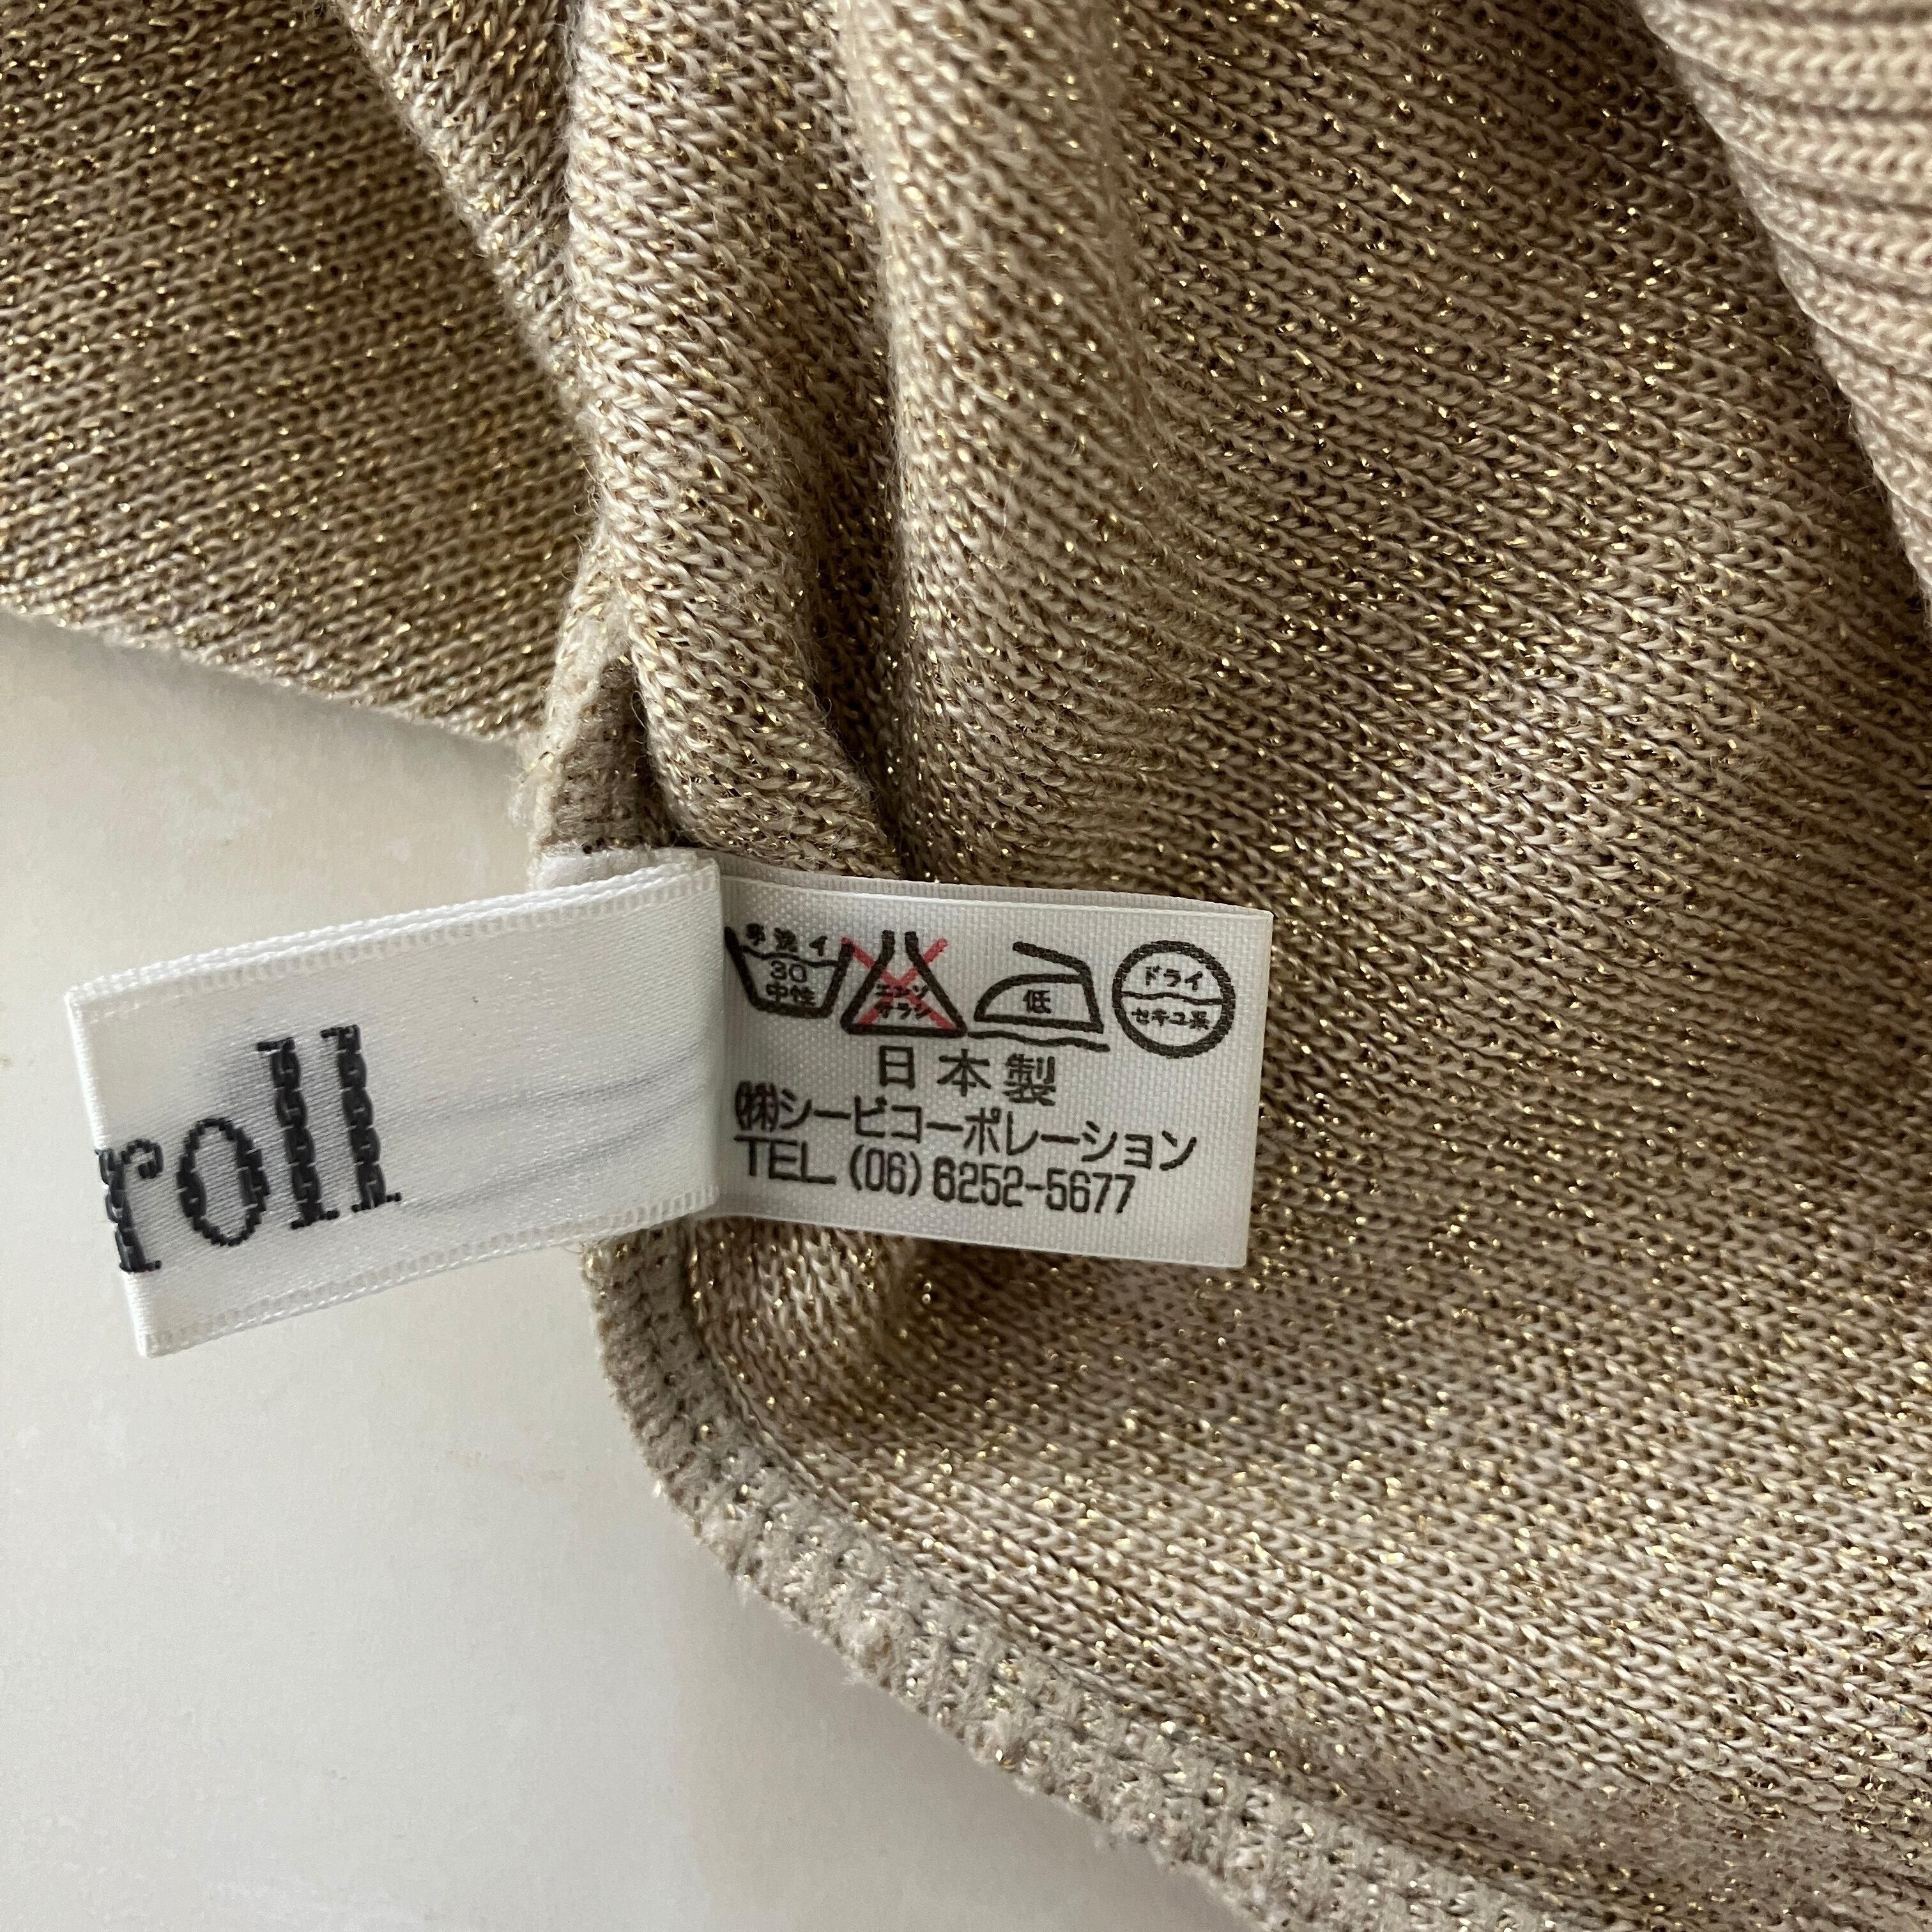 roll
手洗イ
30
中性
エンソ
サラシ
低
ドライ
セキユ系
日本製
㈱シービコーポレーション
TEL (06) 6252-5677